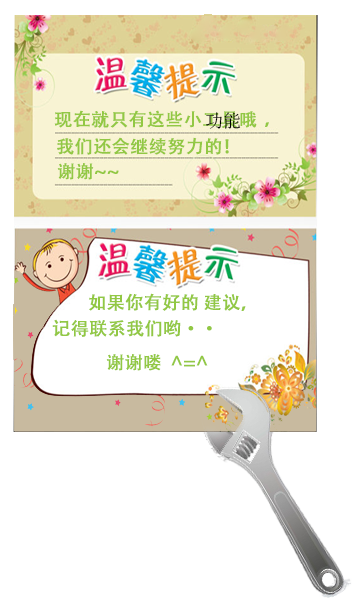 温馨提示
现在就只有这些小功能哦，
我们还会继续努力的！
谢谢~~
温馨提示
如果你有好的 建议,
记得联系我们哟··
谢谢喽 ^=^